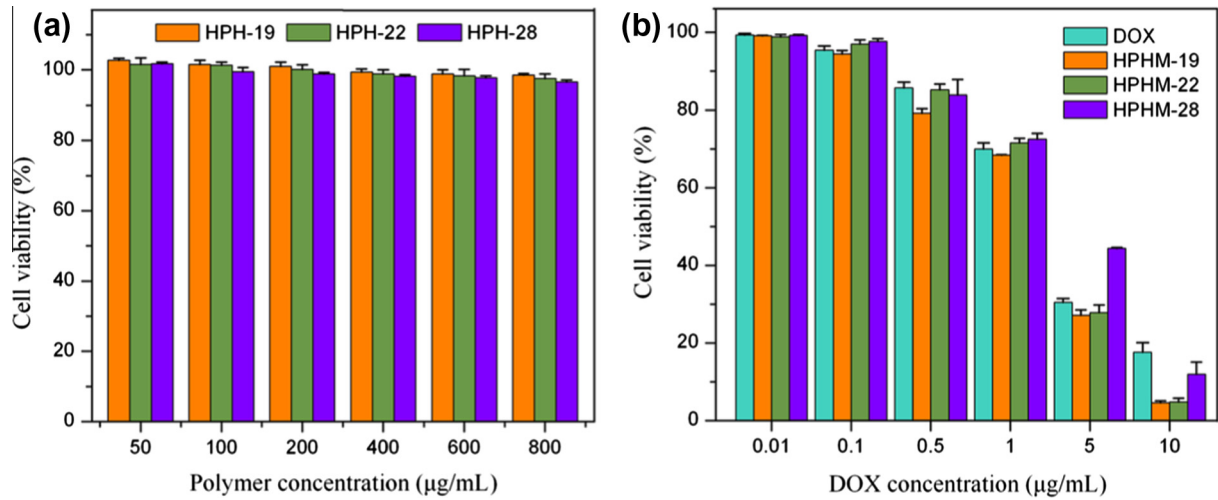 (a)
HPH-19 HPH-22 HPH-28
Cell viability (%)
100
80
60
40
20
0
50 100 200 400 600 800
Polymer concentration (μg/mL)
(b)
DOX
HPHM-19
HPHM-22
HPHM-28
Cell viability (%)
100
80
60
40
20
0
0.01 0.1 0.5 1 5 10
DOX concentration (μg/mL)